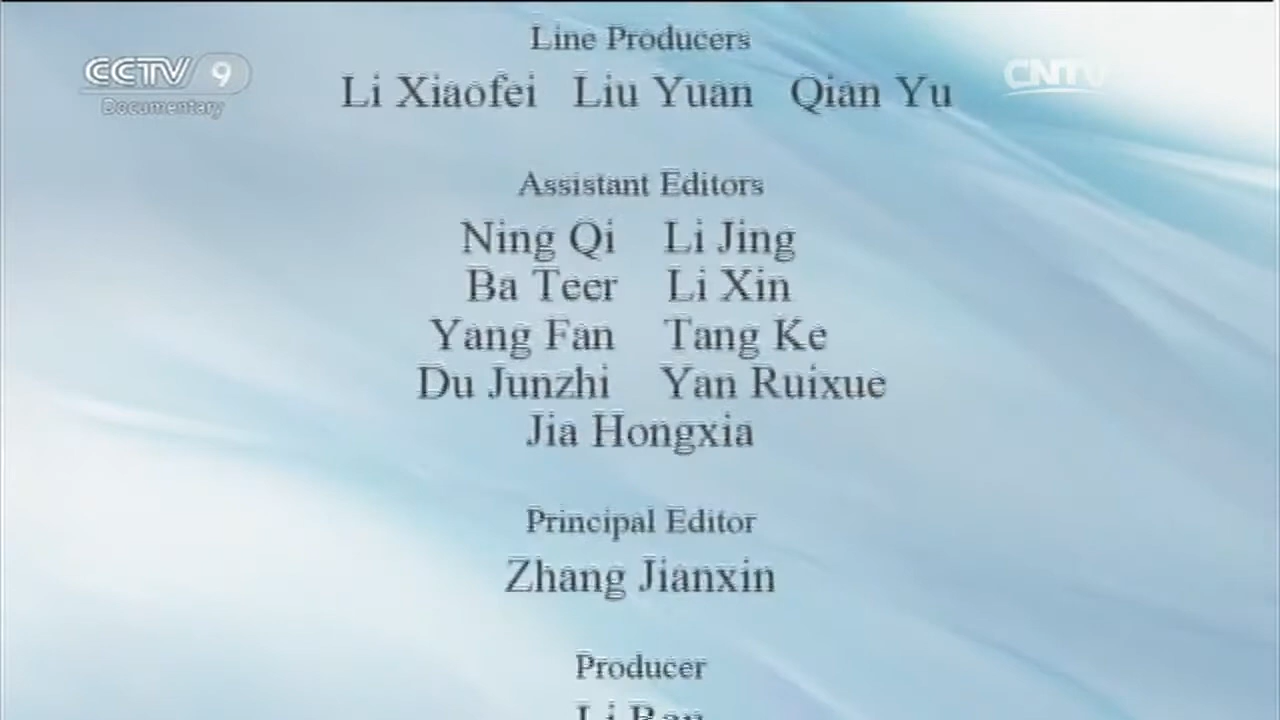 Line Producers
CCTV 9
Documentary
CNTV
Li Xiaofei Liu Yuan Qian Yu
Assistant Editors
Ning Qi Li Jing
Ba Teer Li Xin
Yang Fan Tang Ke
Du Junzhi Yan Ruixue
Jia Hongxia
Principal Editor
Zhang Jianxin
Producer
Li